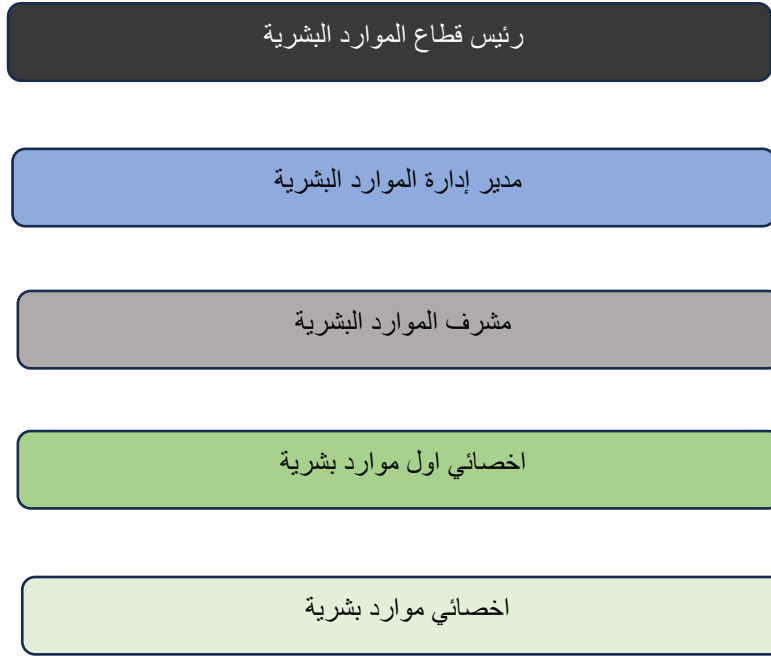 رئيس قطاع الموارد البشرية
مدير إدارة الموارد البشرية
مشرف الموارد البشرية
اخصائي اول موارد بشرية
اخصائي موارد بشرية